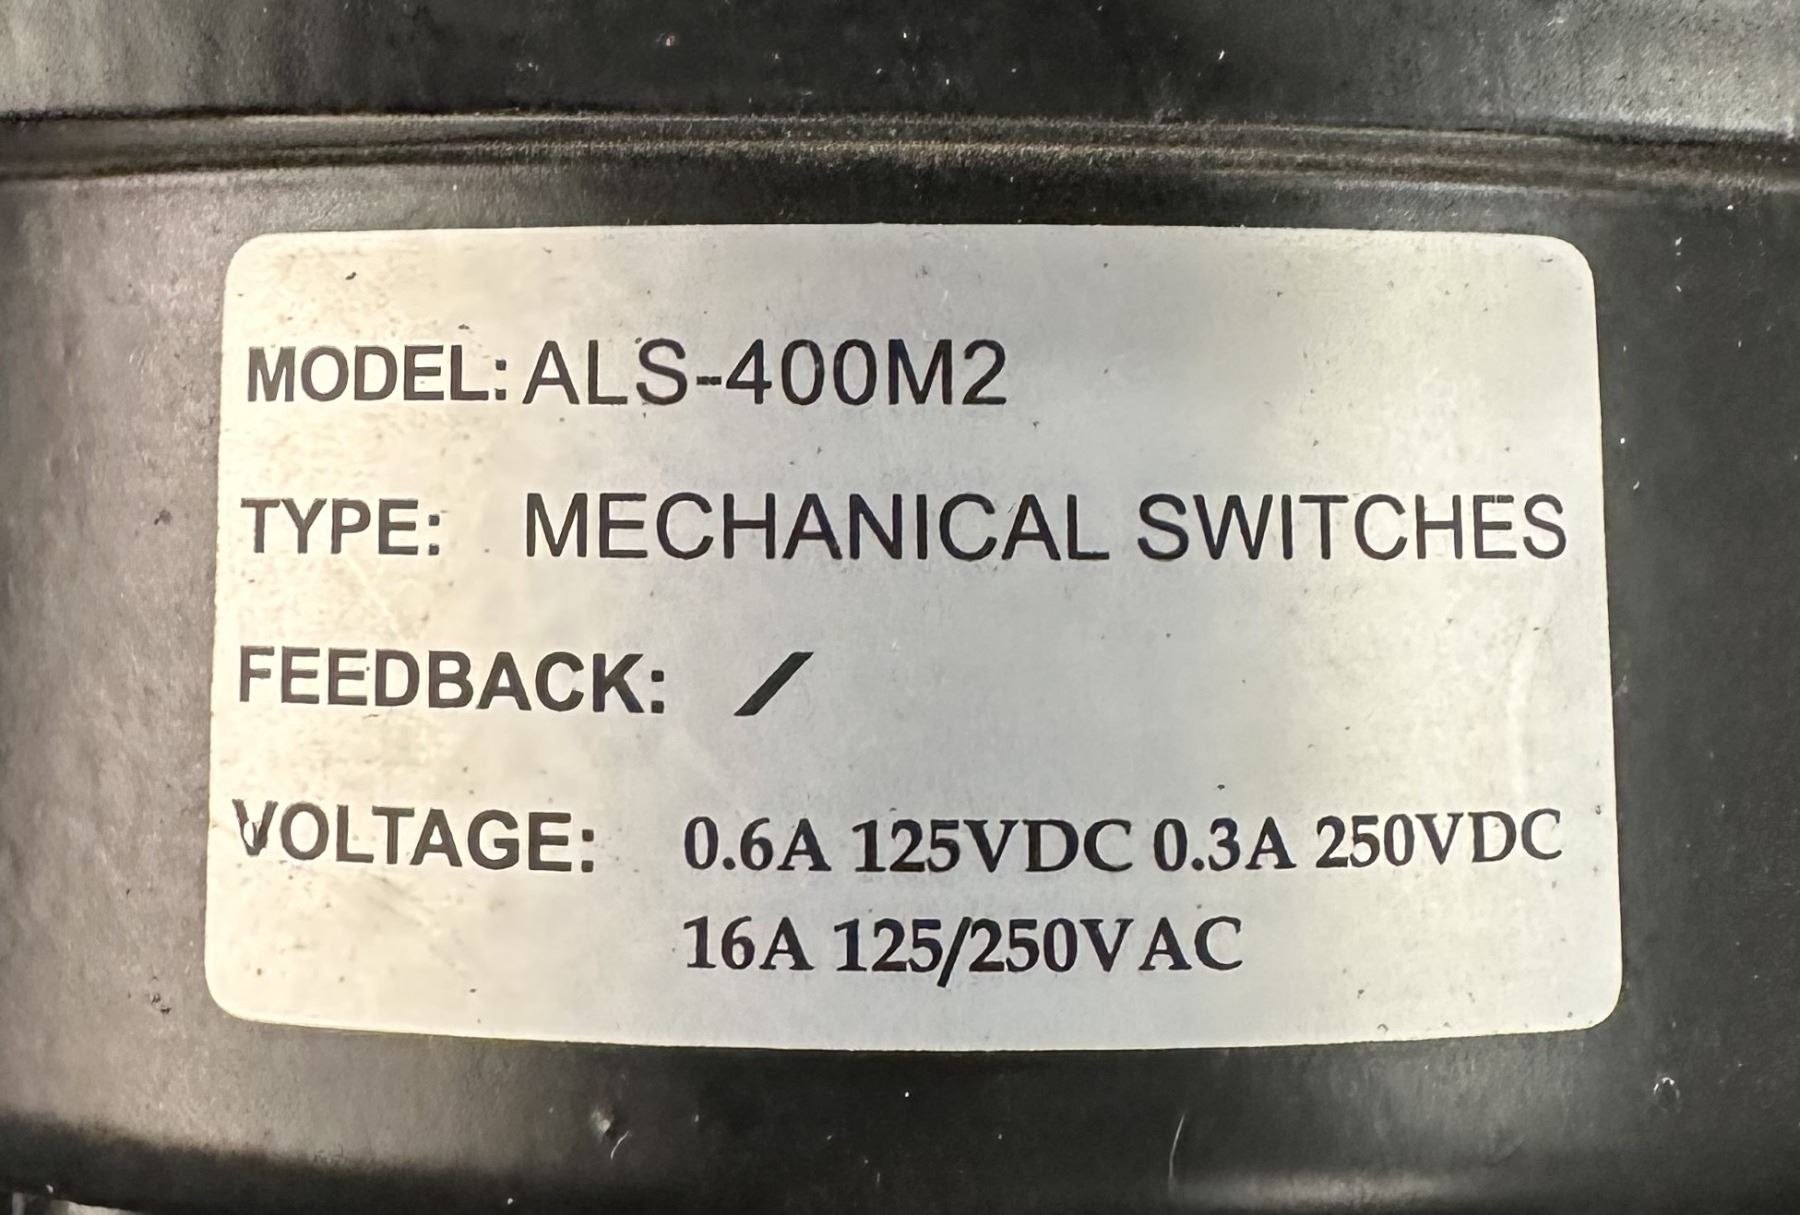 MODEL: ALS-400M2
TYPE: MECHANICAL SWITCHES
FEEDBACK: /
VOLTAGE: 0.6A 125VDC 0.3A 250VDC
16A 125/250VAC